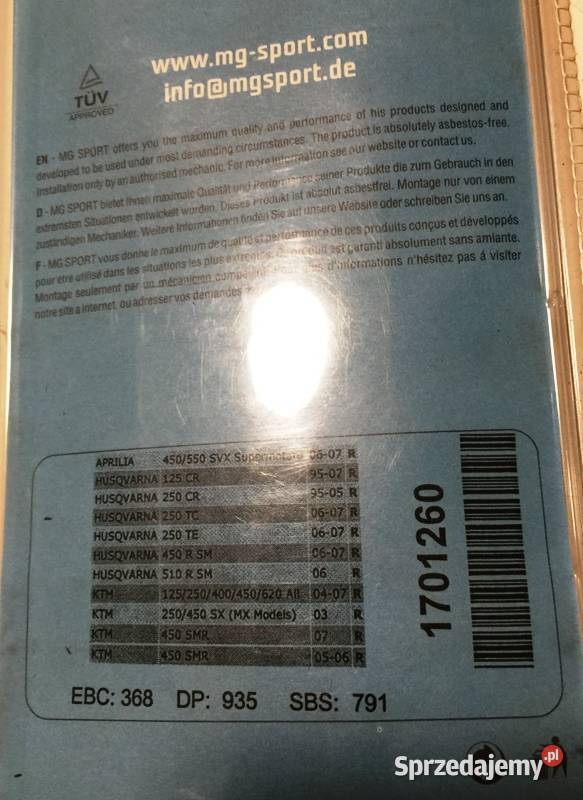 www.mg-sport.com
info@mgsport.de
TÜV
APPROVED
EN - MG SPORT offers you the maximum quality and performance of his products designed and
developed to be used under most demanding circumstances. The product is absolutely asbestos-free.
Installation only by an authorised mechanic. For more information see our website or contact us.
D - MG SPORT bietet Ihnen maximale Qualität und Performance seiner Produkte die zum Gebrauch in den
extremsten Situationen entwickelt worden. Dieses Produkt ist absolut asbestfrei. Montage nur von einem
zuständigen Mechaniker. Weitere Informationen finden Sie auf unsere Website oder schreiben Sie uns an.
F - MG SPORT vous donne le maximum de qualité et performance de ces produits conçus et développés
pour etre utilisé dans les situations les plus extremes. produit est garanti absolument sans amiante.
Montage seulement par un mécanicien d'informations n'hésitez pas á visiter
notre site a internet, ou adresser vos demandes
APRILIA 450/550 SVX Supermotard 06-07 R
HUSQVARNA 125 CR 95-07 R
HUSQVARNA 250 CR 95-05 R
HUSQVARNA 250 TC 06-07 R
HUSQVARNA 250 TE 06-07 R
HUSQVARNA 450 R SM 06-07 R
HUSQVARNA 510 R SM 06 R
KTM 125/250/400/450/620 All 04-07 R
KTM 250/450 SX (MX Models) 03 R
KTM 450 SMR 07 R
KTM 450 SMR 05-06 R
1701260
EBC: 368 DP: 935 SBS: 791
Sprzedajemy.pl